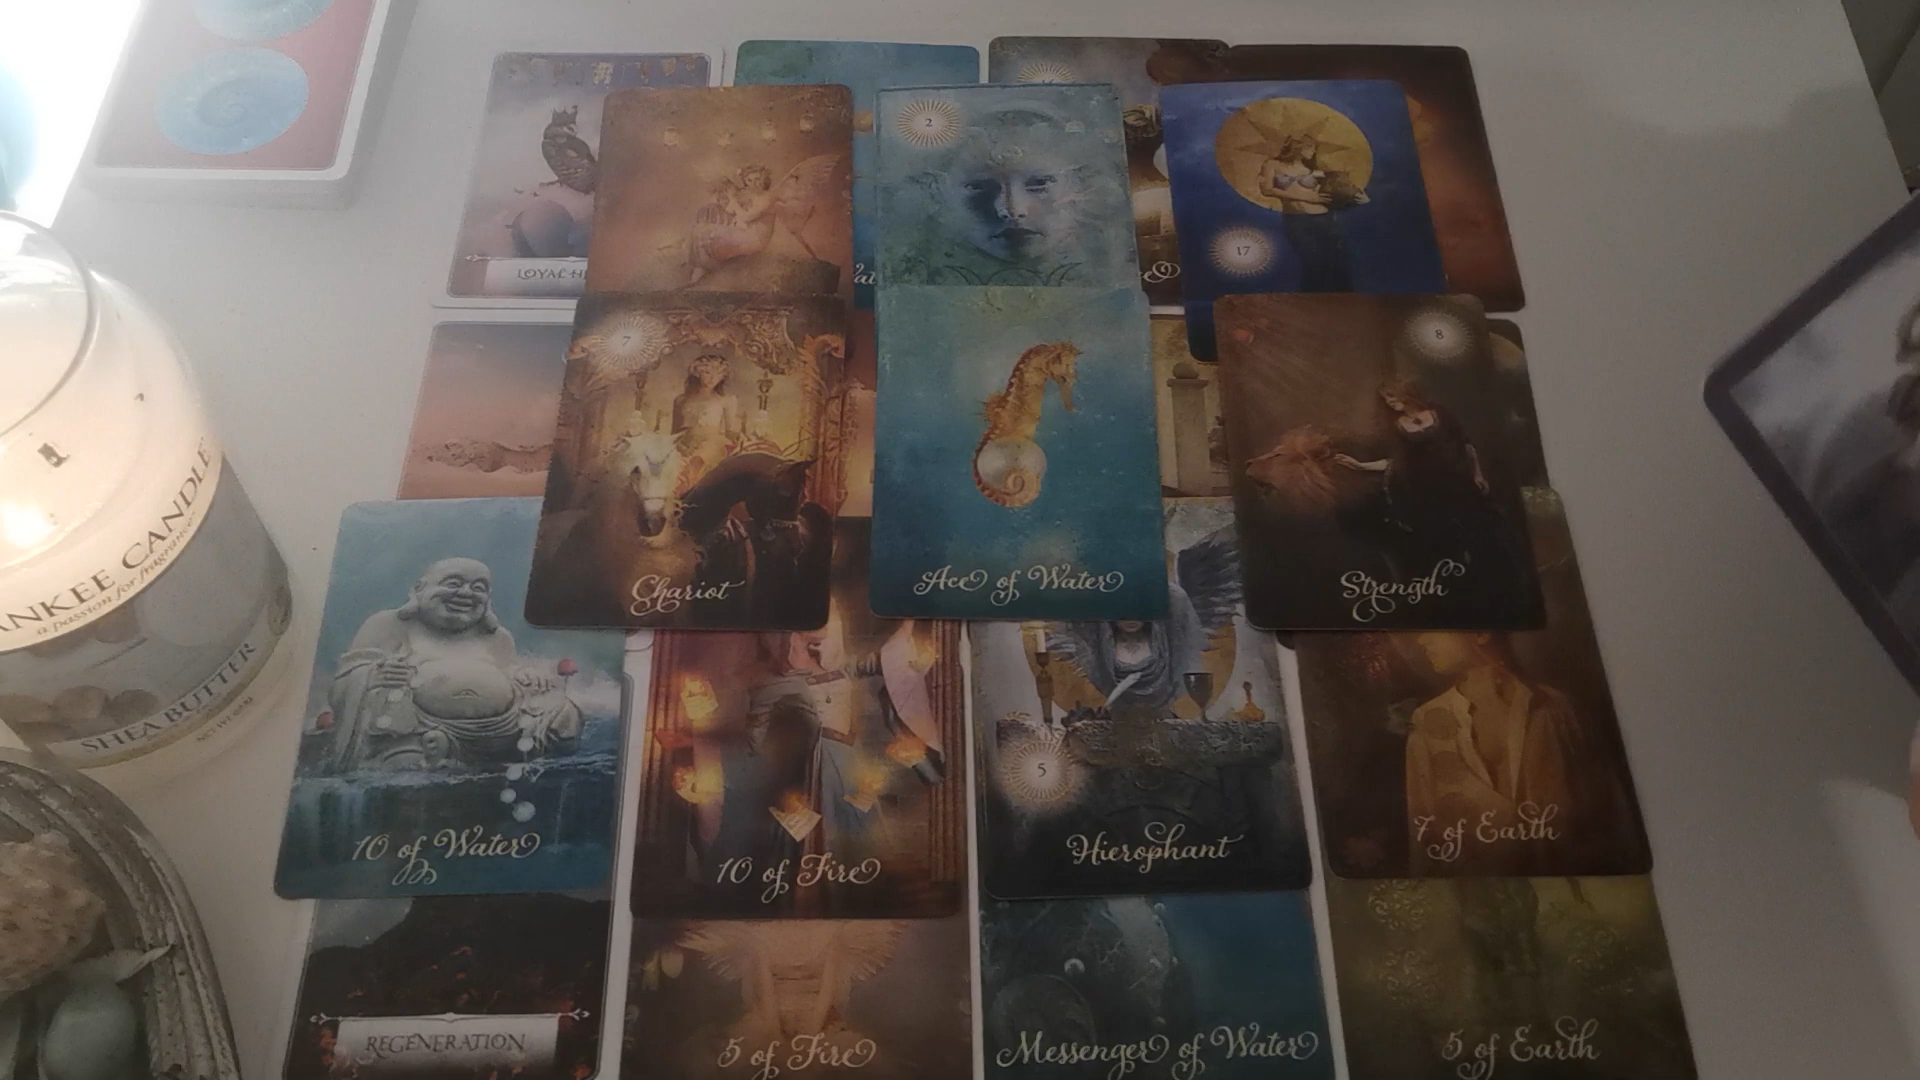 LOYAL
2
17
7
8
Chariot
Ace of Water
Strength
YANKEE CANDLE
a passion for fragrance
SHEA BUTTER
5
10 of Water
10 of Fire
Hierophant
7 of Earth
REGENERATION
5 of Fire
Messenger of Water
5 of Earth